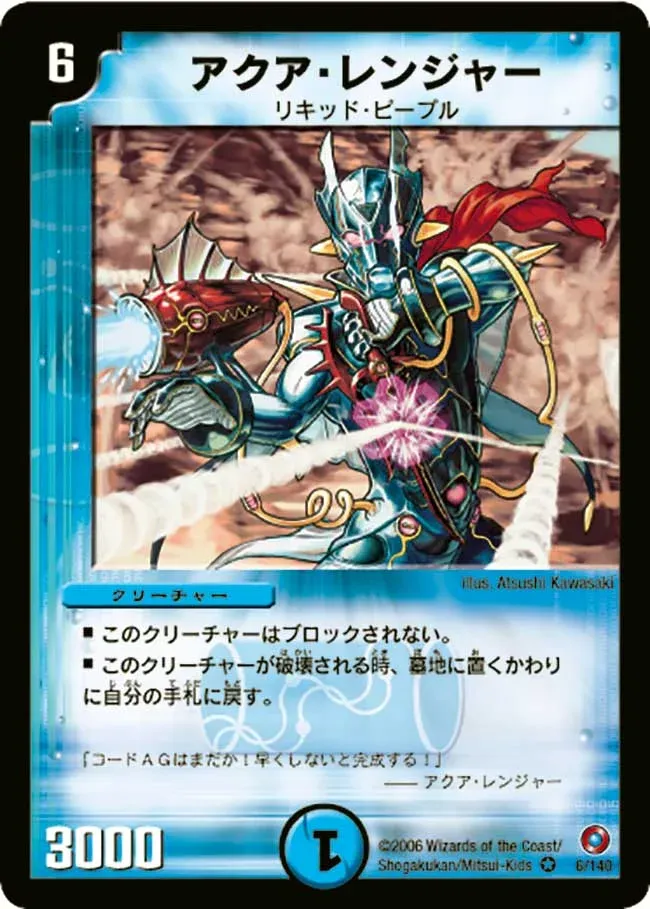 6
アクア・レンジャー
リキッド・ピープル
illus. Atsushi Kawasaki
クリーチャー
■ このクリーチャーはブロックされない。
■ このクリーチャーが破壊される時、墓地に置くかわり
に自分の手札に戻す。
「コードAGはまだか！早くしないと完成する！」
—— アクア・レンジャー
3000
1
©2006 Wizards of the Coast/
Shogakukan/Mitsui-Kids
6/140